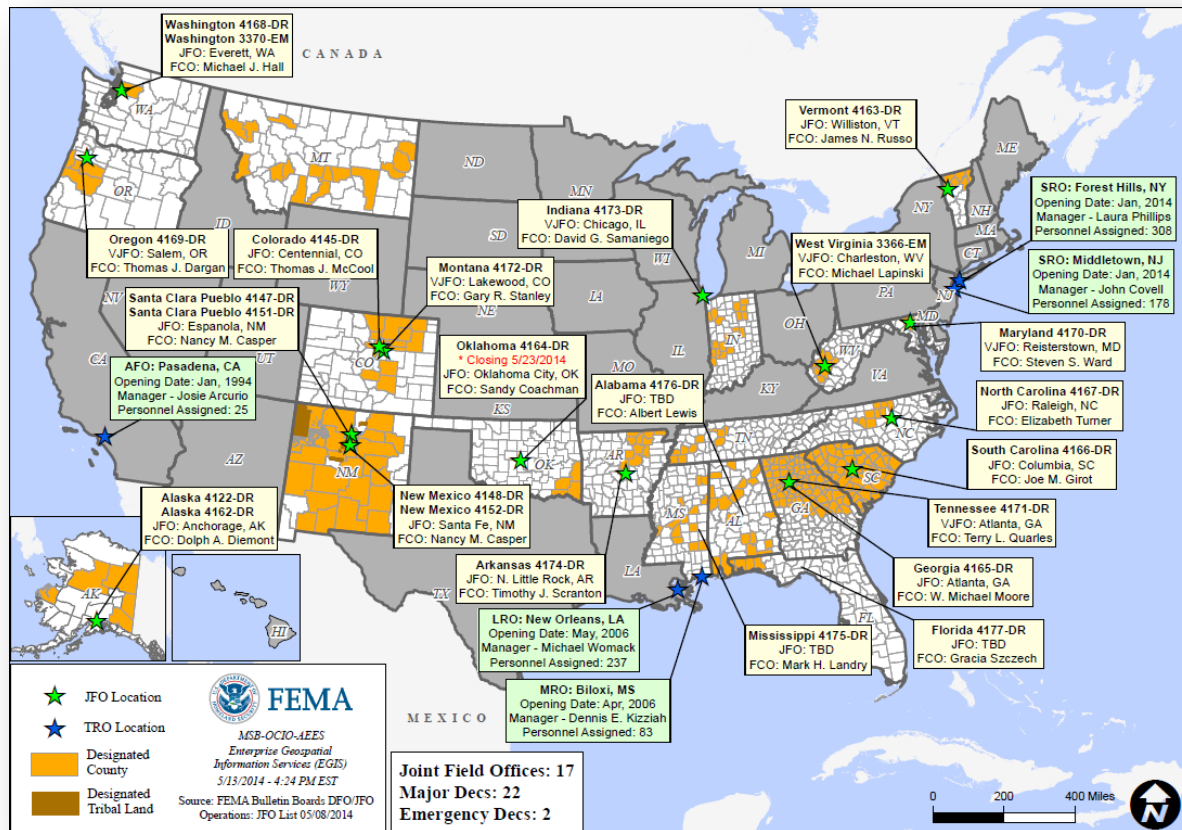 Washington 4168-DR
Washington 3370-EM
JFO: Everett, WA
FCO: Michael J. Hall
CANADA
WA
MT
ND
MN
ME
OR
ID
SD
WI
MI
NY
NH
MA
CT
WY
NV
NE
IA
PA
NJ
MD
OH
IL
IN
UT
CO
CA
KS
MO
KY
WV
VA
AZ
NM
OK
AR
TN
NC
SC
MS
AL
GA
TX
LA
FL
AK
HI
MEXICO
Vermont 4163-DR
JFO: Williston, VT
FCO: James N. Russo
SRO: Forest Hills, NY
Opening Date: Jan, 2014
Manager - Laura Phillips
Personnel Assigned: 308
Indiana 4173-DR
VJFO: Chicago, IL
FCO: David G. Samaniego
West Virginia 3366-EM
VJFO: Charleston, WV
FCO: Michael Lapinski
SRO: Middletown, NJ
Opening Date: Jan, 2014
Manager - John Covell
Personnel Assigned: 178
Oregon 4169-DR
VJFO: Salem, OR
FCO: Thomas J. Dargan
Colorado 4145-DR
JFO: Centennial, CO
FCO: Thomas J. McCool
Montana 4172-DR
VJFO: Lakewood, CO
FCO: Gary R. Stanley
Santa Clara Pueblo 4147-DR
Santa Clara Pueblo 4151-DR
JFO: Espanola, NM
FCO: Nancy M. Casper
Oklahoma 4164-DR
* Closing 5/23/2014
JFO: Oklahoma City, OK
FCO: Sandy Coachman
Maryland 4170-DR
VJFO: Reisterstown, MD
FCO: Steven S. Ward
AFO: Pasadena, CA
Opening Date: Jan, 1994
Manager - Josie Arcurio
Personnel Assigned: 25
Alabama 4176-DR
JFO: TBD
FCO: Albert Lewis
North Carolina 4167-DR
JFO: Raleigh, NC
FCO: Elizabeth Turner
South Carolina 4166-DR
JFO: Columbia, SC
FCO: Joe M. Girot
Alaska 4122-DR
Alaska 4162-DR
JFO: Anchorage, AK
FCO: Dolph A. Diemont
New Mexico 4148-DR
New Mexico 4152-DR
JFO: Santa Fe, NM
FCO: Nancy M. Casper
Tennessee 4171-DR
VJFO: Atlanta, GA
FCO: Terry L. Quarles
Arkansas 4174-DR
JFO: N. Little Rock, AR
FCO: Timothy J. Scranton
Georgia 4165-DR
JFO: Atlanta, GA
FCO: W. Michael Moore
LRO: New Orleans, LA
Opening Date: May, 2006
Manager - Michael Womack
Personnel Assigned: 237
Mississippi 4175-DR
JFO: TBD
FCO: Mark H. Landry
Florida 4177-DR
JFO: TBD
FCO: Gracia Szczech
MRO: Biloxi, MS
Opening Date: Apr, 2006
Manager - Dennis E. Kizziah
Personnel Assigned: 83
JFO Location
TRO Location
Designated
County
Designated
Tribal Land
FEMA
MSB-OCIO-AEES
Enterprise Geospatial
Information Services (EGIS)
5/13/2014 - 4:24 PM EST
Source: FEMA Bulletin Boards DFO/JFO
Operations: JFO List 05/08/2014
Joint Field Offices: 17
Major Decs: 22
Emergency Decs: 2
0 200 400 Miles
N